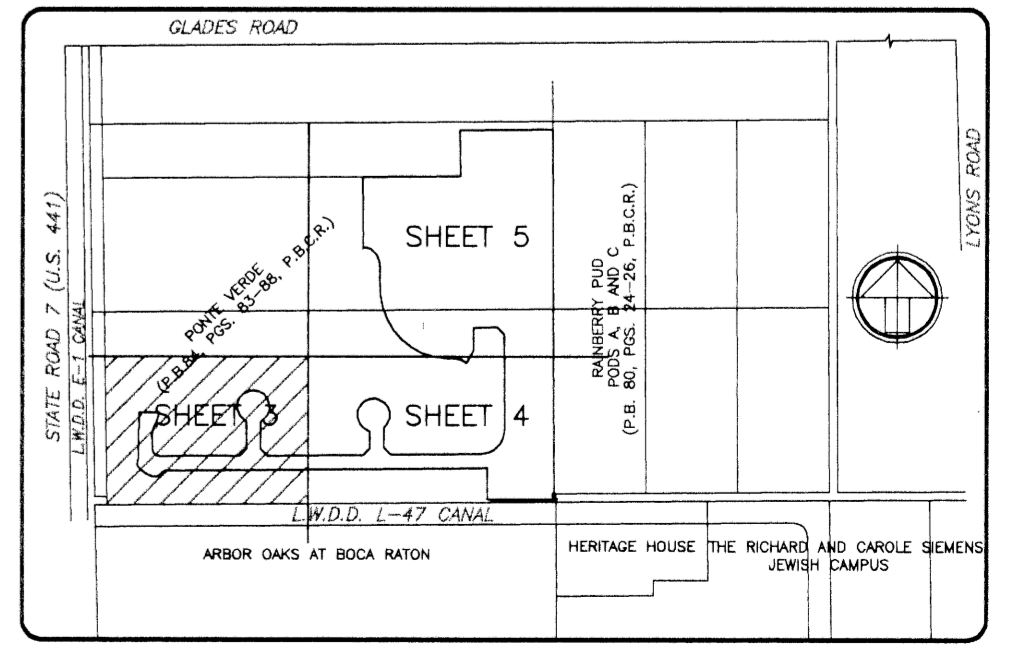 GLADES ROAD
STATE ROAD 7 (U.S. 441)
L.W.D.D. E-1 CANAL
PONTE VERDE
(P.B.84, PGS. 83-88, P.B.C.R.)
SHEET 5
RAINBERRY PUD
PODS A, B AND C
(P.B. 80, PGS. 24-26, P.B.C.R.)
LYONS ROAD
SHEET 3
SHEET 4
L.W.D.D. L-47 CANAL
ARBOR OAKS AT BOCA RATON
HERITAGE HOUSE
THE RICHARD AND CAROLE SIEMENS
JEWISH CAMPUS